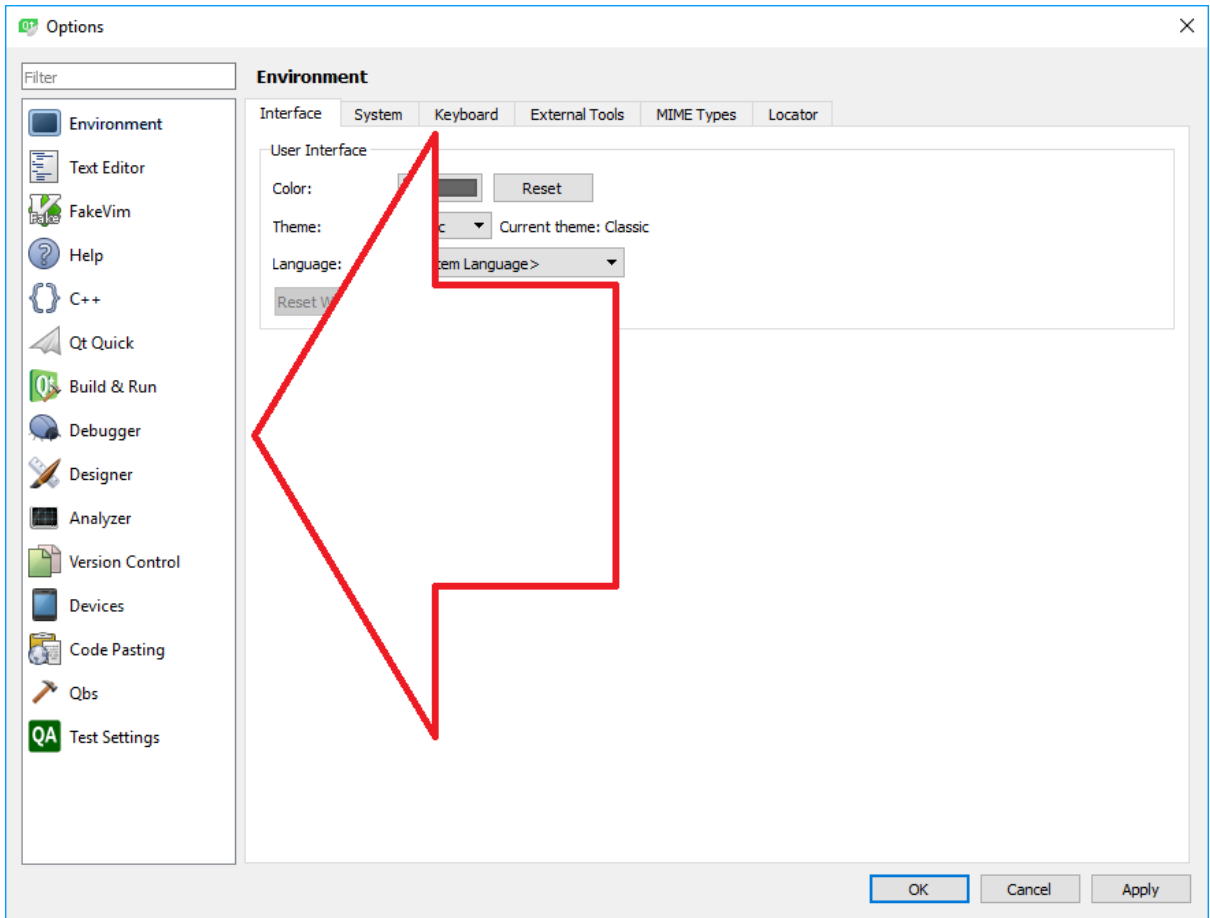 Options
Filter
Environment
Text Editor
FakeVim
Help
C++
Qt Quick
Build & Run
Debugger
Designer
Analyzer
Version Control
Devices
Code Pasting
Qbs
QA Test Settings
Environment
Interface System Keyboard External Tools MIME Types Locator
User Interface
Color: Reset
Theme: Current theme: Classic
Language: Language>
Reset
OK Cancel Apply